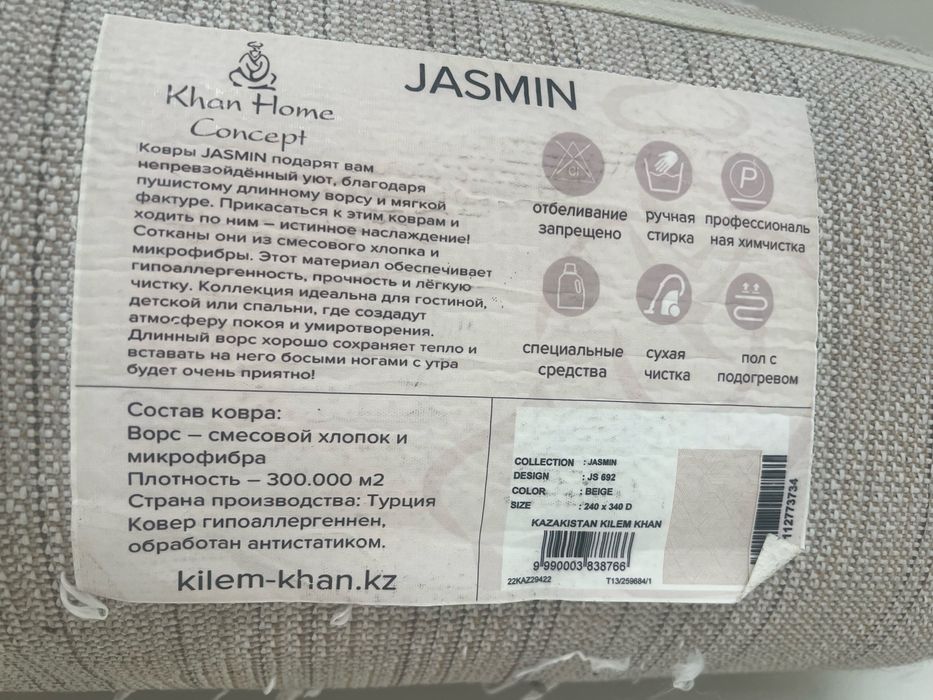 Khan Home
Concept
JASMIN
Ковры JASMIN подарят вам
непревзойдённый уют, благодаря
пушистому длинному ворсу и мягкой
фактуре. Прикасаться к этим коврам и
ходить по ним – истинное наслаждение!
Сотканы они из смесового хлопка и
микрофибры. Этот материал обеспечивает
гипоаллергенность, прочность и лёгкую
чистку. Коллекция идеальна для гостиной,
детской или спальни, где создадут
атмосферу покоя и умиротворения.
Длинный ворс хорошо сохраняет тепло и
вставать на него босыми ногами с утра
будет очень приятно!
Cl
отбеливание
запрещено
ручная
стирка
P
профессиональ
ная химчистка
специальные
средства
сухая
чистка
пол с
подогревом
Состав ковра:
Ворс – смесовой хлопок и
микрофибра
Плотность – 300.000 м2
Страна производства: Турция
Ковер гипоаллергеннен,
обработан антистатиком.
kilem-khan.kz
COLLECTION : JASMIN
DESIGN : JS 692
COLOR : BEIGE
SIZE : 240 x 340 D
KAZAKISTAN KILEM KHAN
9 990003 838766
22KAZ29422 T13/259684/1
112773734